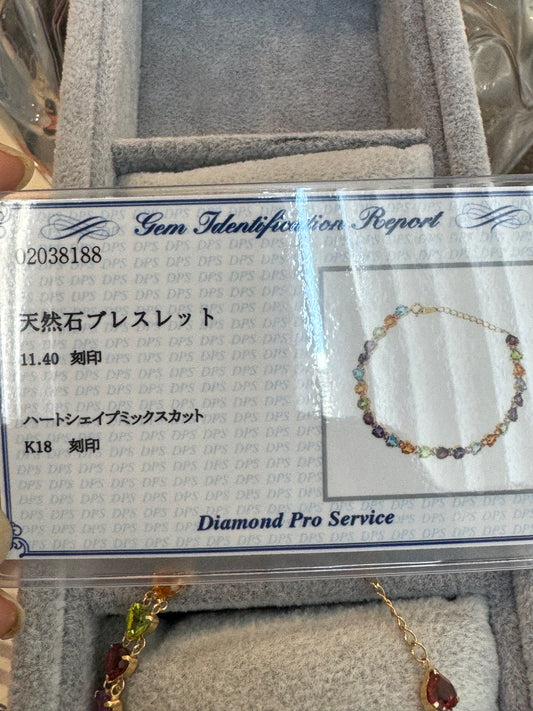 Gem Identification Report
02038188
天然石ブレスレット
11.40 刻印
ハートシェイプミックスカット
K18 刻印
Diamond Pro Service